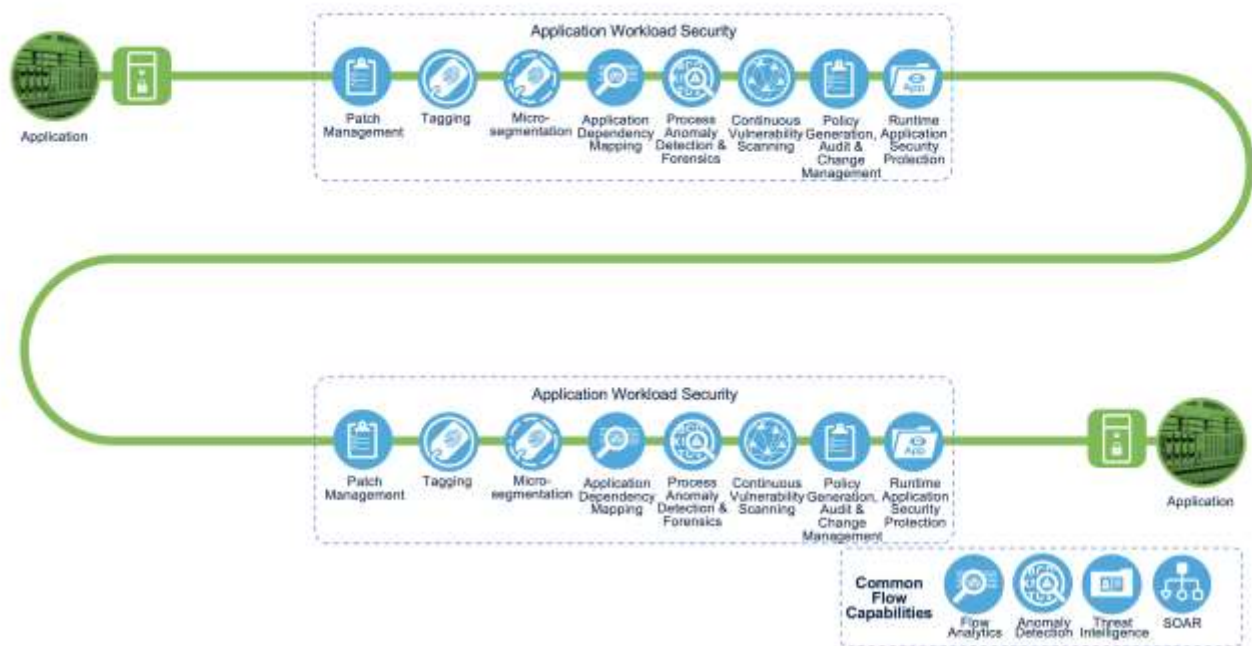 Application Workload Security
Application
Patch
Management
Tagging
Micro-
segmentation
Application
Dependency
Mapping
Process
Anomaly
Detection &
Forensics
Continuous
Vulnerability
Scanning
Policy
Generation,
Audit &
Change
Management
App
Runtime
Application
Security
Protection
Application Workload Security
Patch
Management
Tagging
Micro-
segmentation
Application
Dependency
Mapping
Process
Anomaly
Detection &
Forensics
Continuous
Vulnerability
Scanning
Policy
Generation,
Audit &
Change
Management
App
Runtime
Application
Security
Protection
Application
Common
Flow
Capabilities
Flow
Analytics
Anomaly
Detection
Threat
Intelligence
SOAR